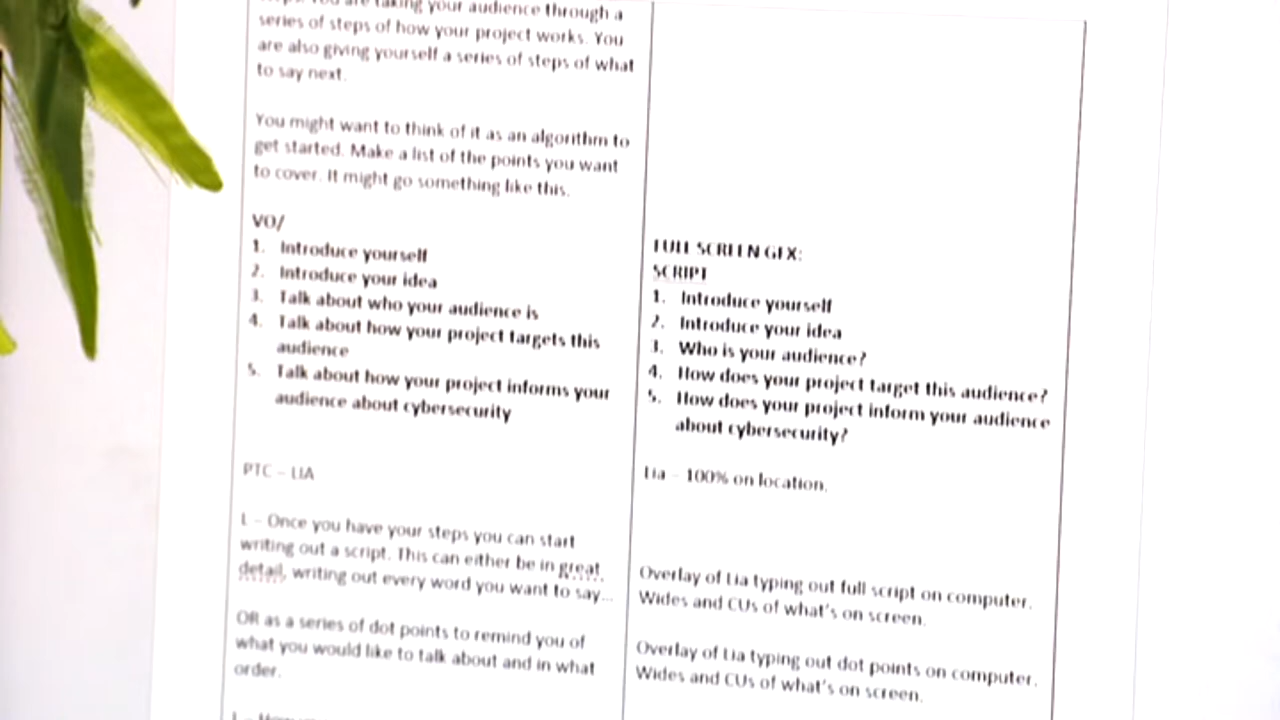 You are taking your audience through a
series of steps of how your project works. You
are also giving yourself a series of steps of what
to say next.
You might want to think of it as an algorithm to
get started. Make a list of the points you want
to cover. It might go something like this.
VO/
1. Introduce yourself
2. Introduce your idea
3. Talk about who your audience is
4. Talk about how your project targets this
audience
5. Talk about how your project informs your
audience about cybersecurity
PTC – LIA
L – Once you have your steps you can start
writing out a script. This can either be in great
detail, writing out every word you want to say...
OR as a series of dot points to remind you of
what you would like to talk about and in what
order.
FULL SCREEN GFX:
SCRIPT
1. Introduce yourself
2. Introduce your idea
3. Who is your audience?
4. How does your project target this audience?
5. How does your project inform your audience
about cybersecurity?
Lia – 100% on location.
Overlay of Lia typing out full script on computer.
Wides and CUs of what's on screen.
Overlay of Lia typing out dot points on computer.
Wides and CUs of what's on screen.